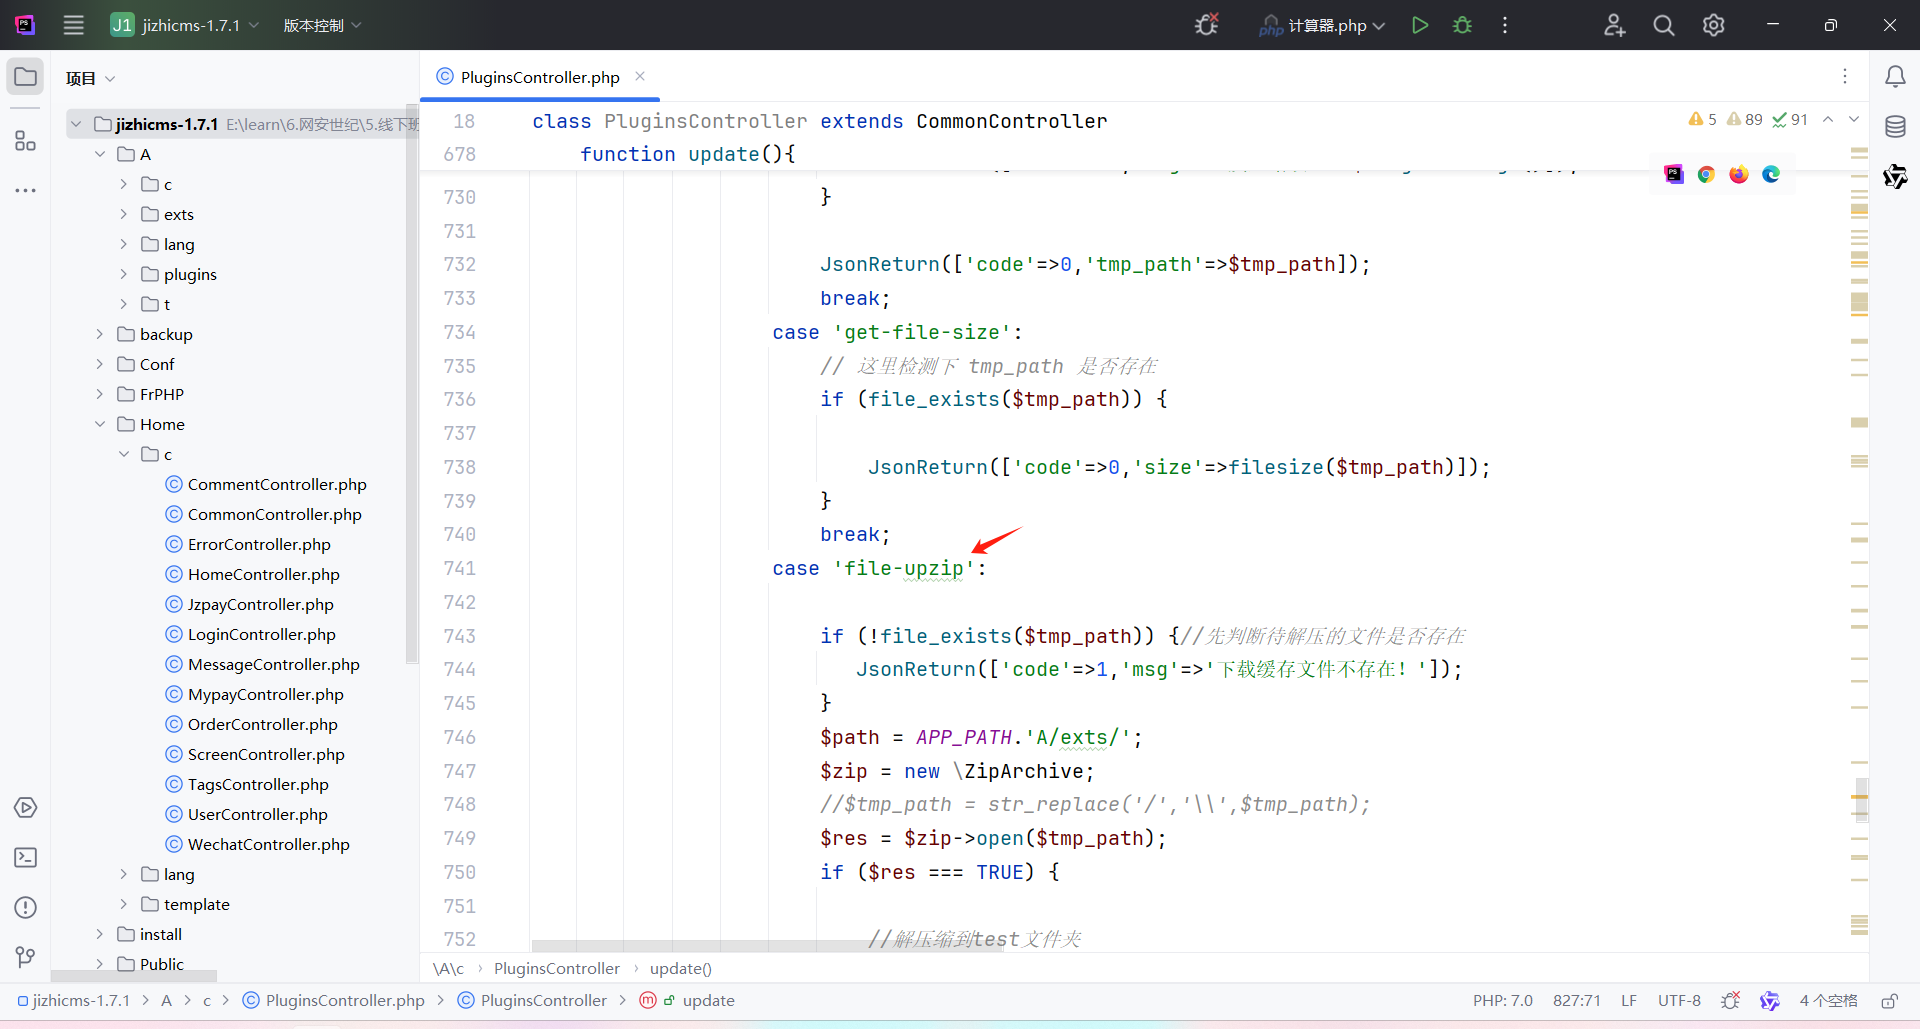 J1 jizhicms-1.7.1 版本控制 计算器.php
项目
PluginsController.php
jizhicms-1.7.1 E:\learn\6.网安世纪\5.线下班
A
c
exts
lang
plugins
t
backup
Conf
FrPHP
Home
c
CommentController.php
CommonController.php
ErrorController.php
HomeController.php
JzpayController.php
LoginController.php
MessageController.php
MypayController.php
OrderController.php
ScreenController.php
TagsController.php
UserController.php
WechatController.php
lang
template
install
Public
18 class PluginsController extends CommonController
5 89 91
678 function update(){
730 }
731
732 JsonReturn(['code'=>0,'tmp_path'=>$tmp_path]);
733 break;
734 case 'get-file-size':
735 // 这里检测下 tmp_path 是否存在
736 if (file_exists($tmp_path)) {
737
738 JsonReturn(['code'=>0,'size'=>filesize($tmp_path)]);
739 }
740 break;
741 case 'file-upzip':
742
743 if (!file_exists($tmp_path)) {//先判断待解压的文件是否存在
744 JsonReturn(['code'=>1,'msg'=>'下载缓存文件不存在！']);
745 }
746 $path = APP_PATH.'A/exts/';
747 $zip = new \ZipArchive;
748 //$tmp_path = str_replace('/','\\',$tmp_path);
749 $res = $zip->open($tmp_path);
750 if ($res === TRUE) {
751
752 //解压缩到test文件夹
\A\c › PluginsController › update()
jizhicms-1.7.1 > A > c > PluginsController.php > PluginsController > update
PHP: 7.0 827:71 LF UTF-8 4 个空格